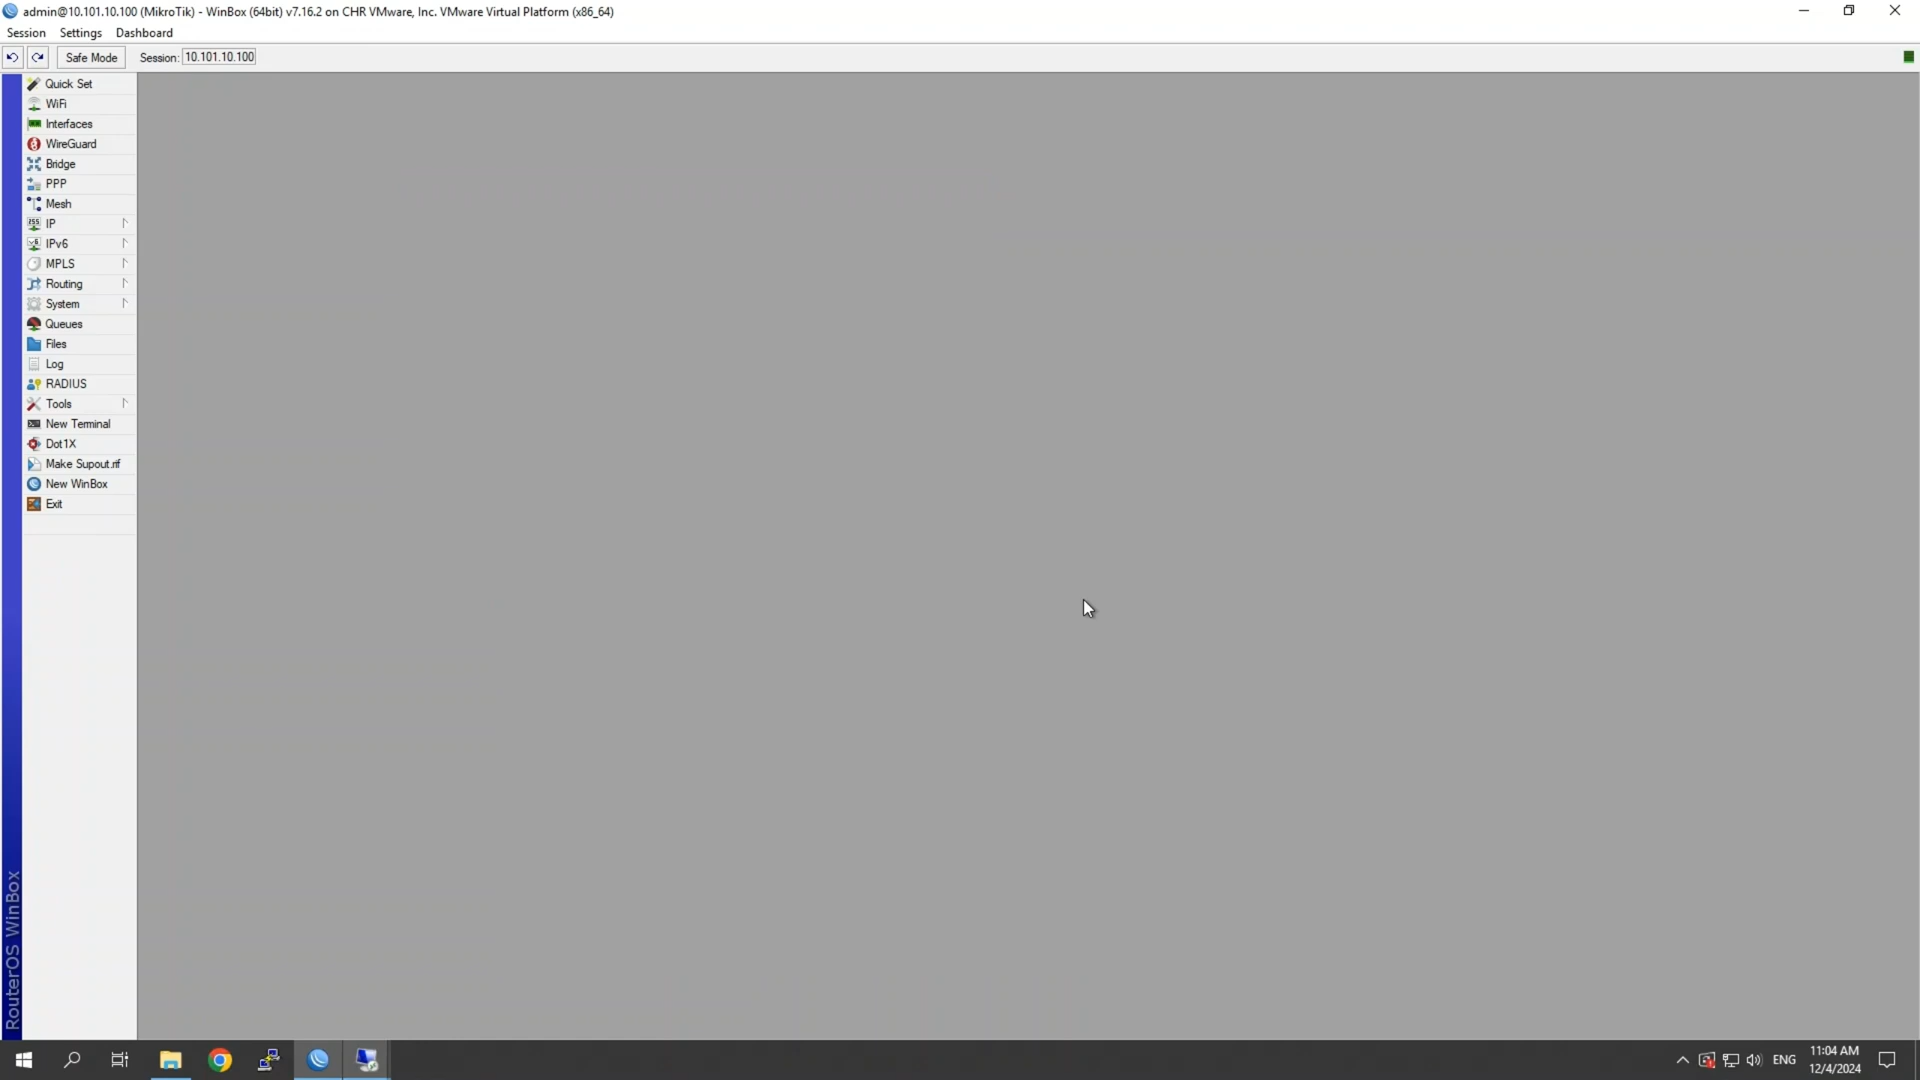 admin@10.101.10.100 (MikroTik) - WinBox (64bit) v7.16.2 on CHR VMware, Inc. VMware Virtual Platform (x86_64)
Session Settings Dashboard
Safe Mode Session: 10.101.10.100
Quick Set
WiFi
Interfaces
WireGuard
Bridge
PPP
Mesh
IP
IPv6
MPLS
Routing
System
Queues
Files
Log
RADIUS
Tools
New Terminal
Dot1X
Make Supout.rif
New WinBox
Exit
RouterOS WinBox
ENG
11:04 AM
12/4/2024